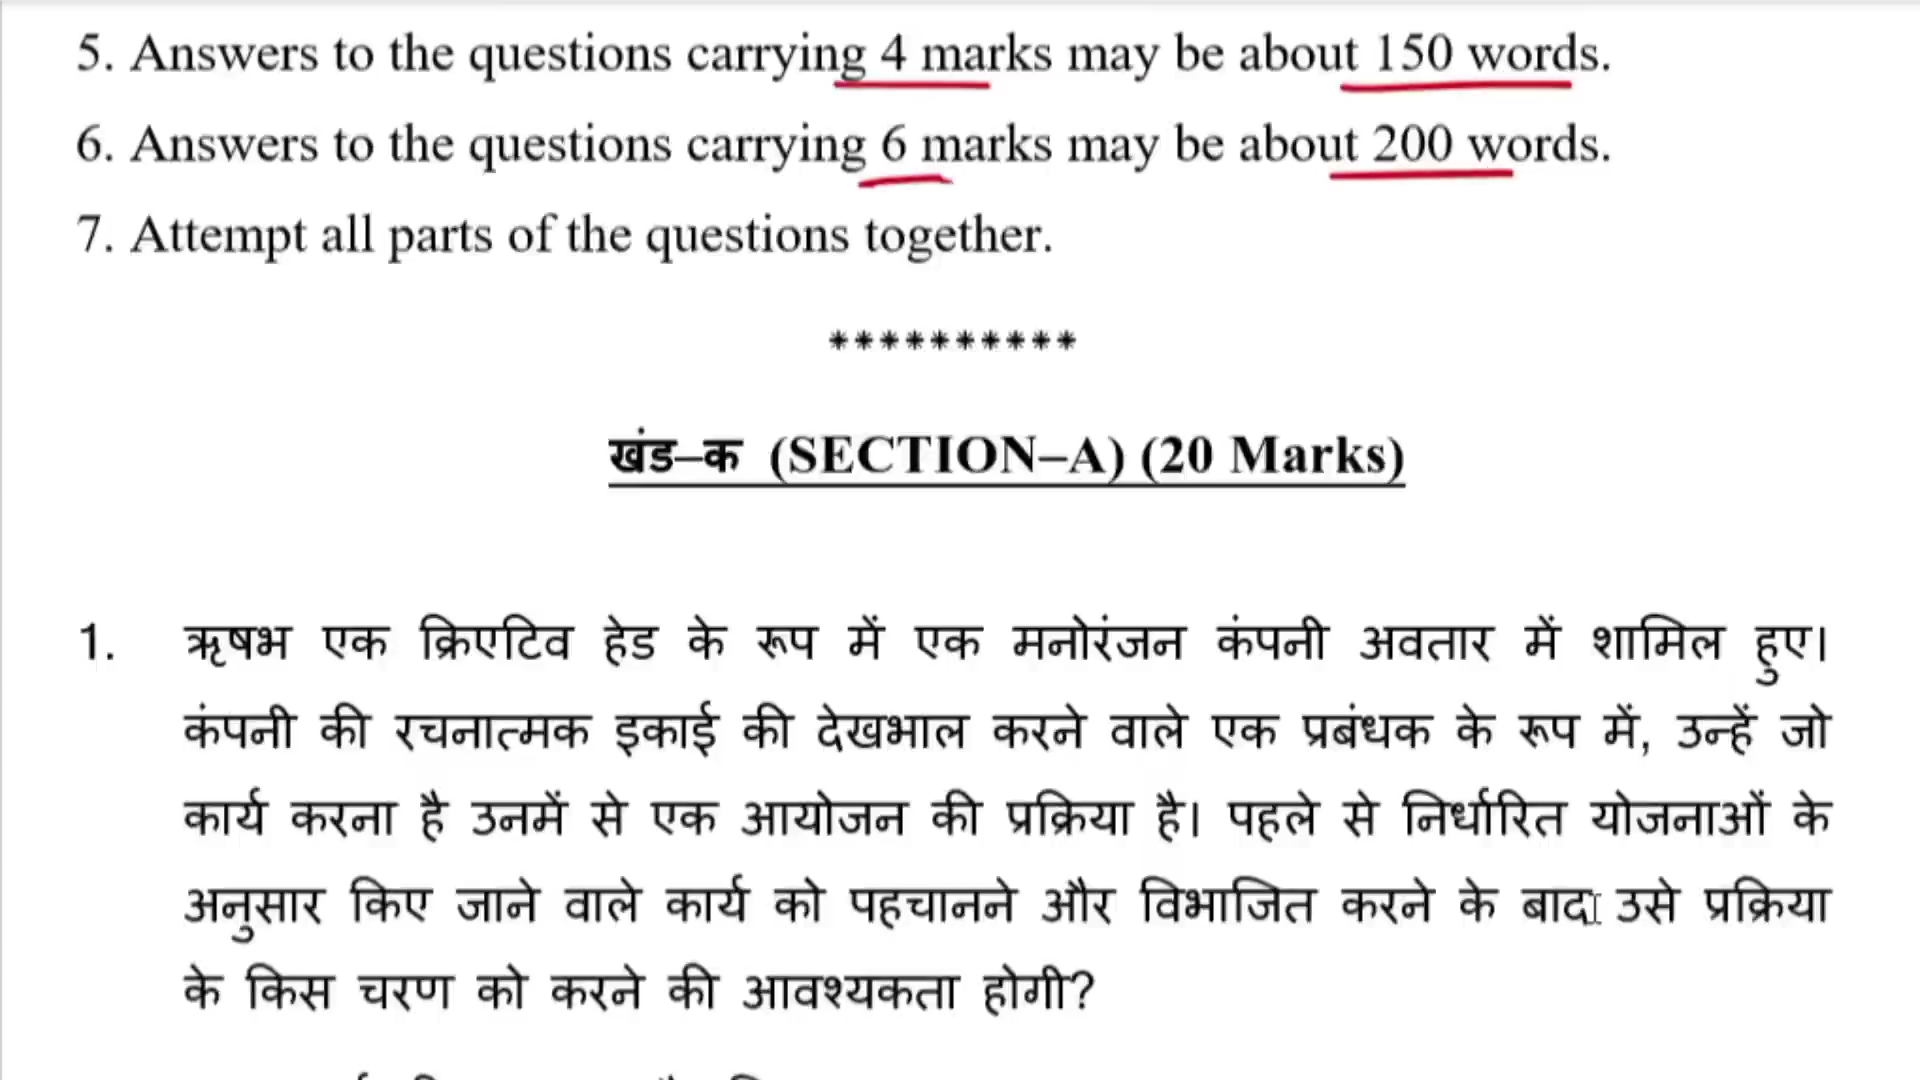 5. Answers to the questions carrying 4 marks may be about 150 words.
6. Answers to the questions carrying 6 marks may be about 200 words.
7. Attempt all parts of the questions together.
**********
खंड–क (SECTION–A) (20 Marks)
1. ऋषभ एक क्रिएटिव हेड के रूप में एक मनोरंजन कंपनी अवतार में शामिल हुए।
कंपनी की रचनात्मक इकाई की देखभाल करने वाले एक प्रबंधक के रूप में, उन्हें जो
कार्य करना है उनमें से एक आयोजन की प्रक्रिया है। पहले से निर्धारित योजनाओं के
अनुसार किए जाने वाले कार्य को पहचानने और विभाजित करने के बाद उसे प्रक्रिया
के किस चरण को करने की आवश्यकता होगी?